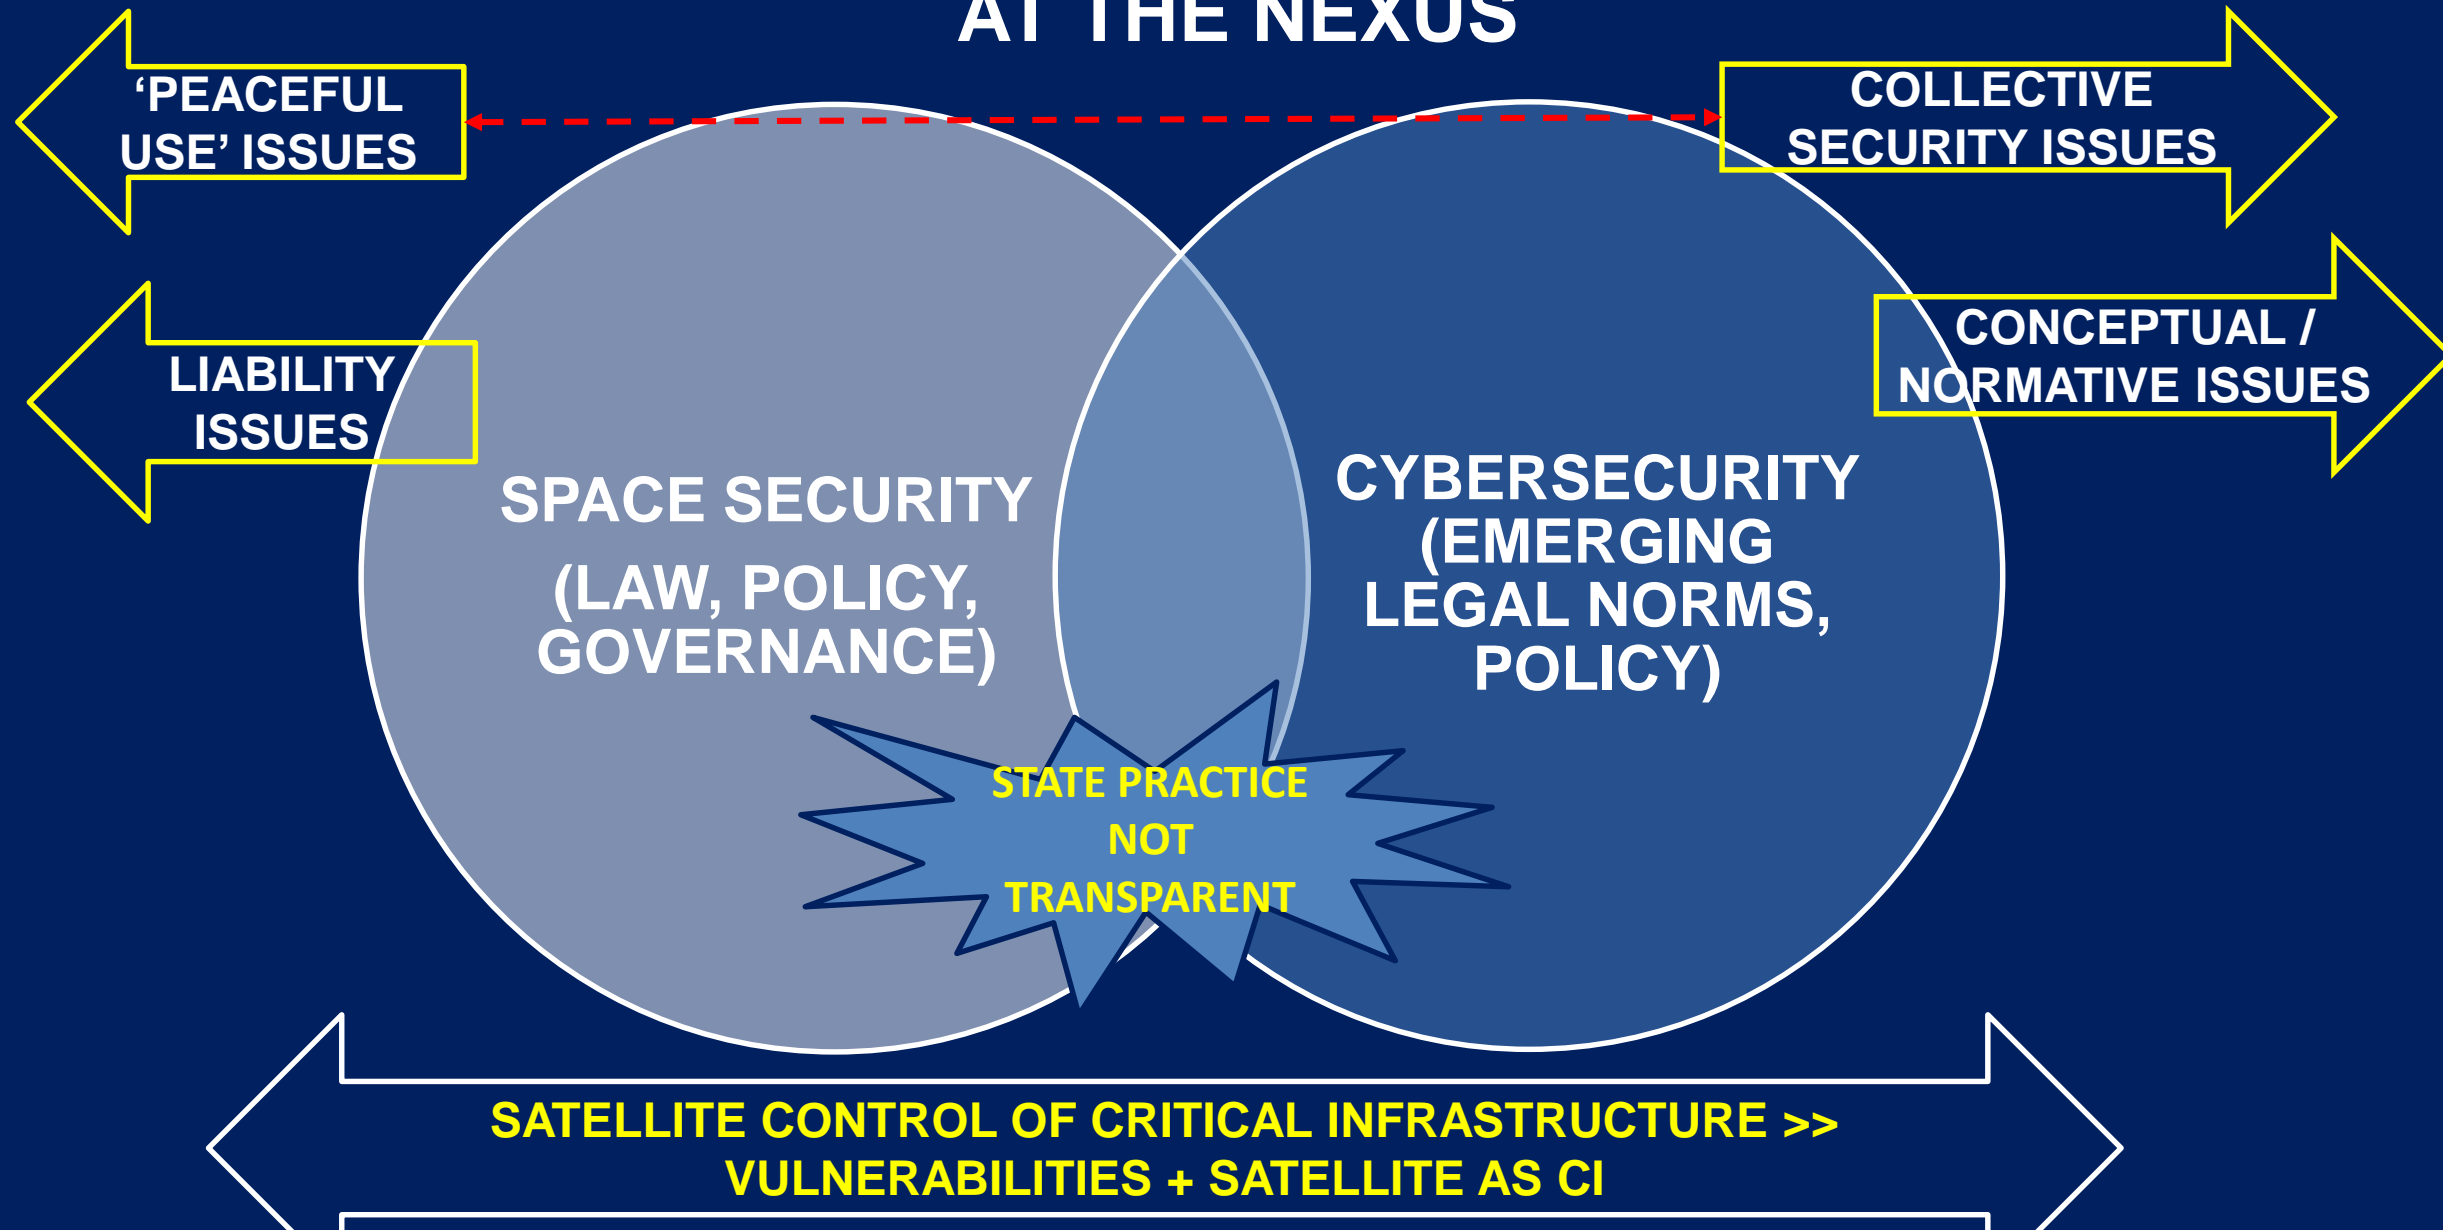 AT THE NEXUS
‘PEACEFUL
USE’ ISSUES
COLLECTIVE
SECURITY ISSUES
LIABILITY
ISSUES
CONCEPTUAL /
NORMATIVE ISSUES
SPACE SECURITY
(LAW, POLICY,
GOVERNANCE)
CYBERSECURITY
(EMERGING
LEGAL NORMS,
POLICY)
STATE PRACTICE
NOT
TRANSPARENT
SATELLITE CONTROL OF CRITICAL INFRASTRUCTURE >>
VULNERABILITIES + SATELLITE AS CI